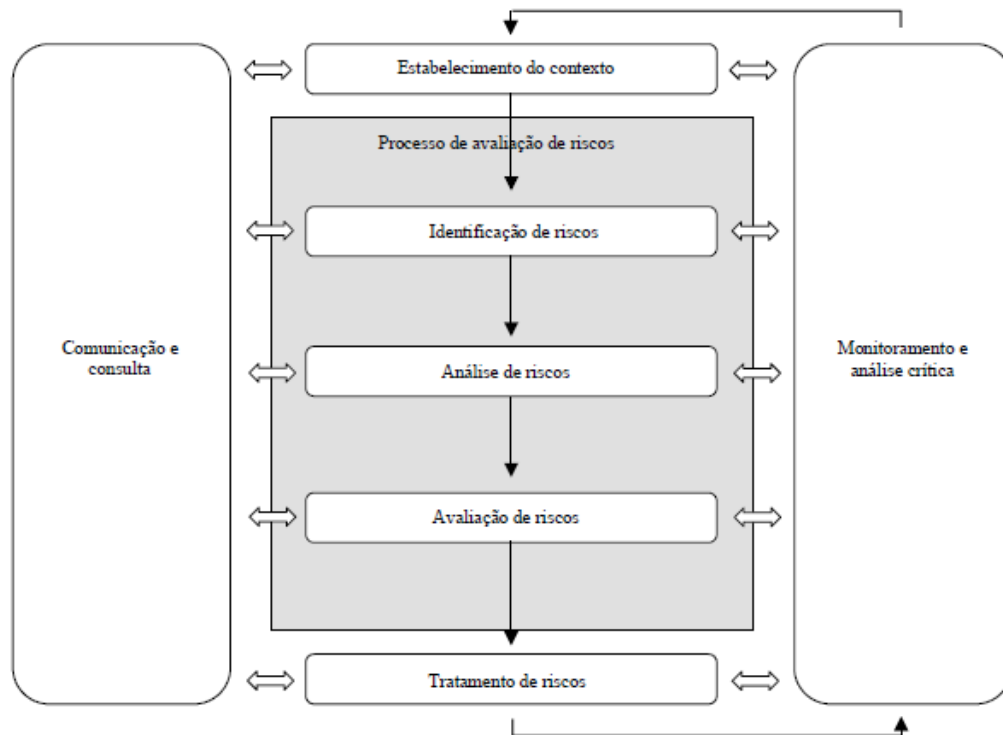 Estabelecimento do contexto
Processo de avaliação de riscos
Identificação de riscos
Comunicação e
consulta
Análise de riscos
Monitoramento e
análise crítica
Avaliação de riscos
Tratamento de riscos